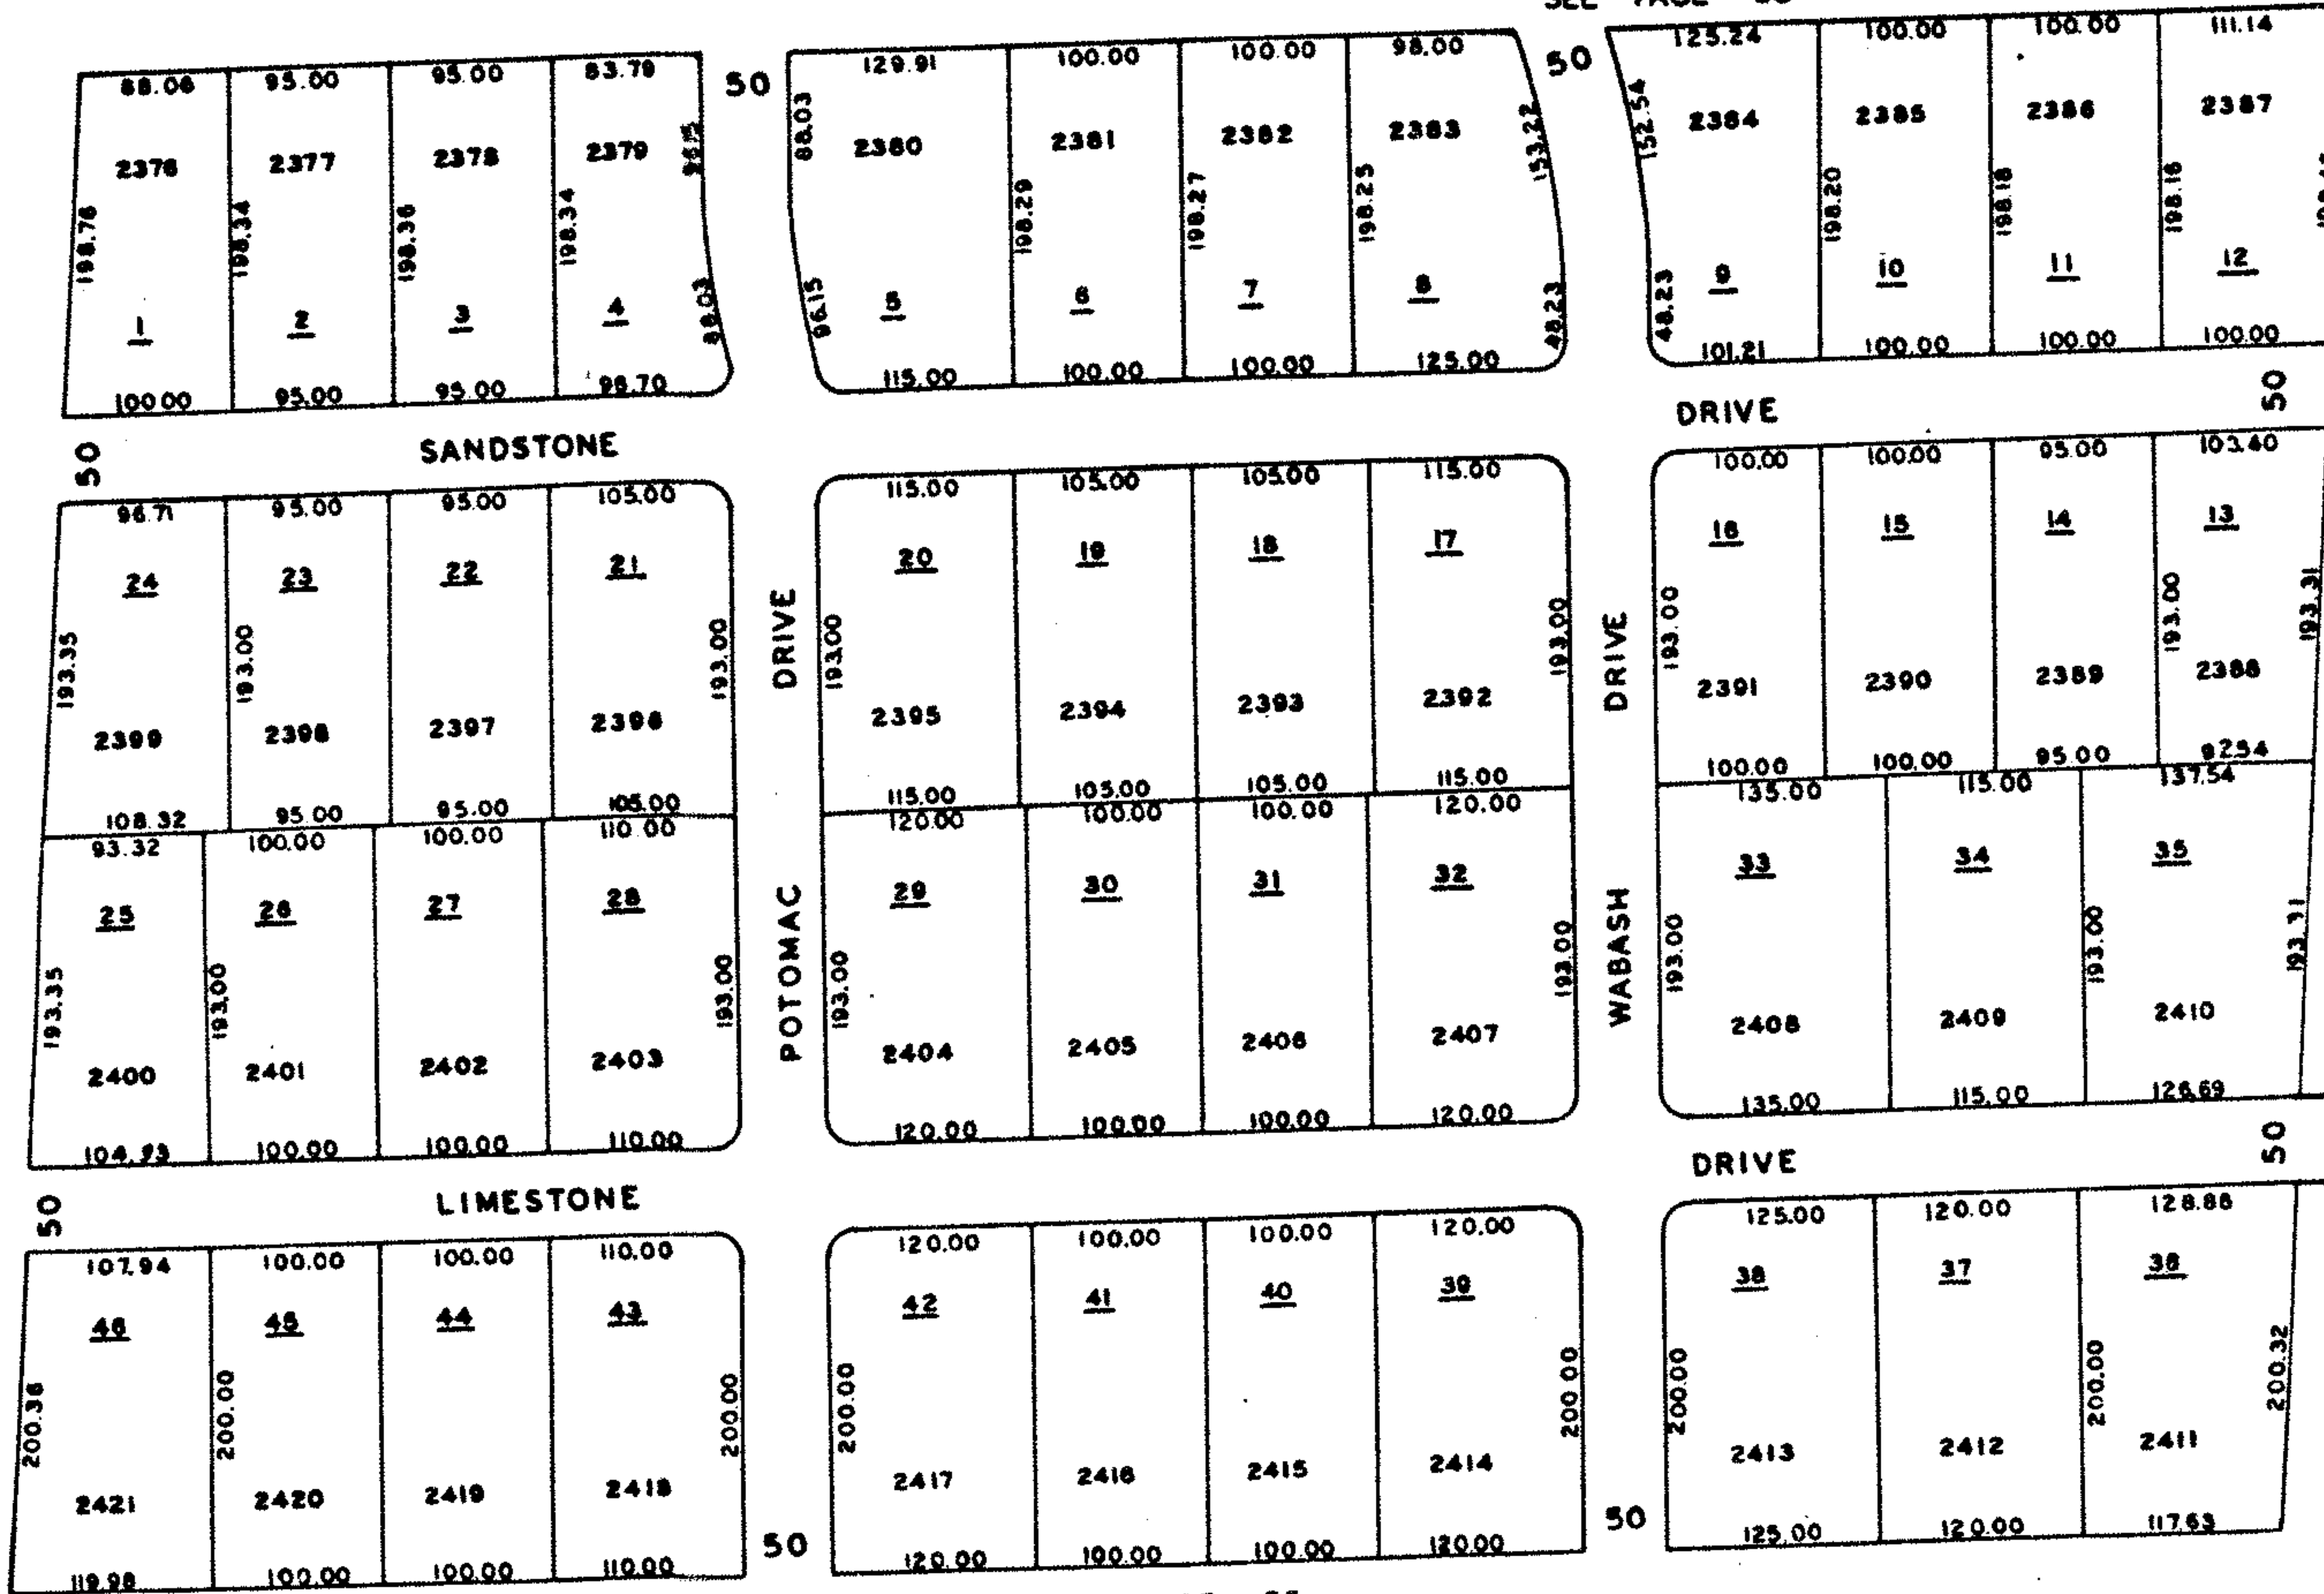 SEE PAGE
88.06 95.00 95.00 83.79 50 129.91 100.00 100.00 98.00 50 125.24 100.00 100.00 111.14
2376 2377 2378 2379 2380 2381 2382 2383 2384 2385 2386 2387
198.76 198.34 198.36 198.34 96.15 88.03 88.03 96.15 198.29 198.27 198.25 153.22 48.23 152.54 48.23 198.20 198.18 198.16
1 2 3 4 5 6 7 8 9 10 11 12
100.00 95.00 95.00 98.70 115.00 100.00 100.00 125.00 101.21 100.00 100.00 100.00
50 SANDSTONE DRIVE 50
96.71 95.00 95.00 105.00 115.00 105.00 105.00 115.00 100.00 100.00 95.00 103.40
24 23 22 21 20 19 18 17 16 15 14 13
193.35 193.00 193.00 DRIVE 193.00 193.00 DRIVE 193.00 193.00 193.31
2399 2398 2397 2396 2395 2394 2393 2392 2391 2390 2389 2388
108.32 95.00 95.00 105.00 115.00 105.00 105.00 115.00 100.00 100.00 95.00 92.54
93.32 100.00 100.00 110.00 120.00 100.00 100.00 120.00 135.00 115.00 137.54
25 26 27 28 29 30 31 32 33 34 35
193.35 193.00 193.00 POTOMAC 193.00 193.00 WABASH 193.00 193.00 193.31
2400 2401 2402 2403 2404 2405 2406 2407 2408 2409 2410
104.93 100.00 100.00 110.00 120.00 100.00 100.00 120.00 135.00 115.00 126.69
50 LIMESTONE DRIVE 50
107.94 100.00 100.00 110.00 120.00 100.00 100.00 120.00 125.00 120.00 128.88
46 45 44 43 42 41 40 39 38 37 36
200.36 200.00 200.00 200.00 200.00 200.00 200.00 200.32
2421 2420 2419 2418 2417 2416 2415 2414 2413 2412 2411
119.98 100.00 100.00 110.00 50 120.00 100.00 100.00 120.00 50 125.00 120.00 117.63